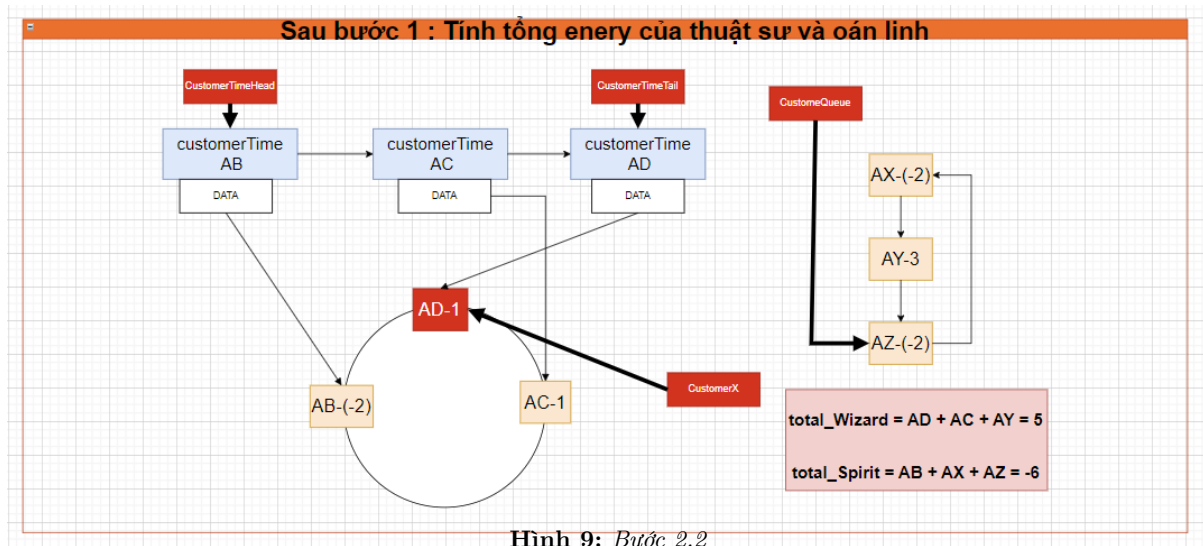 Sau bước 1 : Tính tổng enery của thuật sư và oán linh
CustomerTimeHead
CustomerTimeTail
CustomeQueue
customerTime
AB
customerTime
AC
customerTime
AD
DATA
DATA
DATA
AX-(-2)
AY-3
AZ-(-2)
AD-1
AB-(-2)
AC-1
CustomerX
total_Wizard = AD + AC + AY = 5
total_Spirit = AB + AX + AZ = -6
Hình 9: Bước 2.2